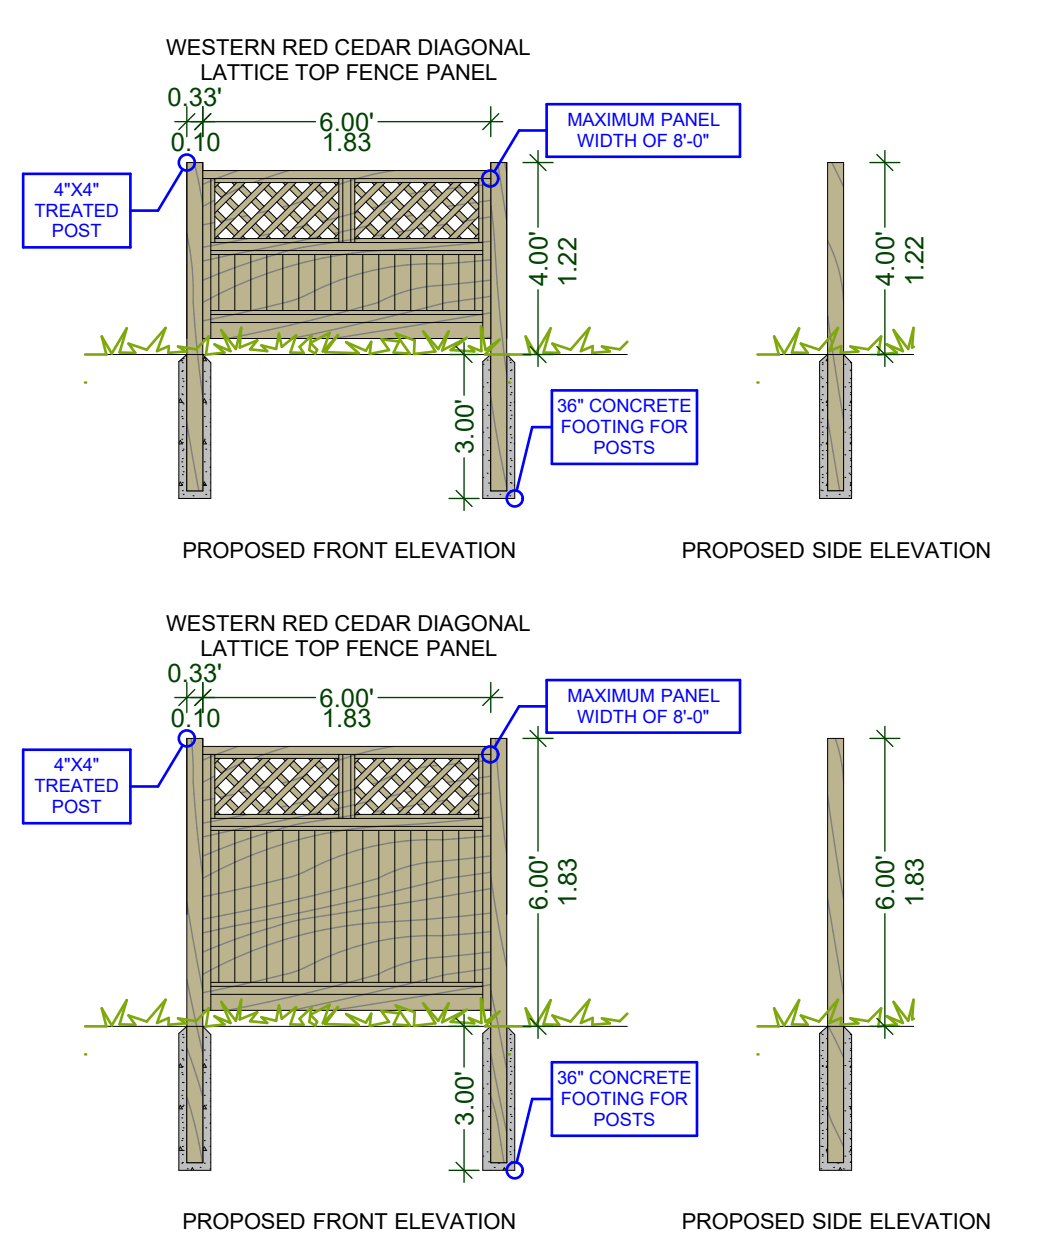 WESTERN RED CEDAR DIAGONAL
LATTICE TOP FENCE PANEL
0.33'
0.10
6.00'
1.83
MAXIMUM PANEL
WIDTH OF 8'-0"
4"X4"
TREATED
POST
4.00'
1.22
4.00'
1.22
3.00'
36" CONCRETE
FOOTING FOR
POSTS
PROPOSED FRONT ELEVATION
PROPOSED SIDE ELEVATION
WESTERN RED CEDAR DIAGONAL
LATTICE TOP FENCE PANEL
0.33'
0.10
6.00'
1.83
MAXIMUM PANEL
WIDTH OF 8'-0"
4"X4"
TREATED
POST
6.00'
1.83
6.00'
1.83
3.00'
36" CONCRETE
FOOTING FOR
POSTS
PROPOSED FRONT ELEVATION
PROPOSED SIDE ELEVATION